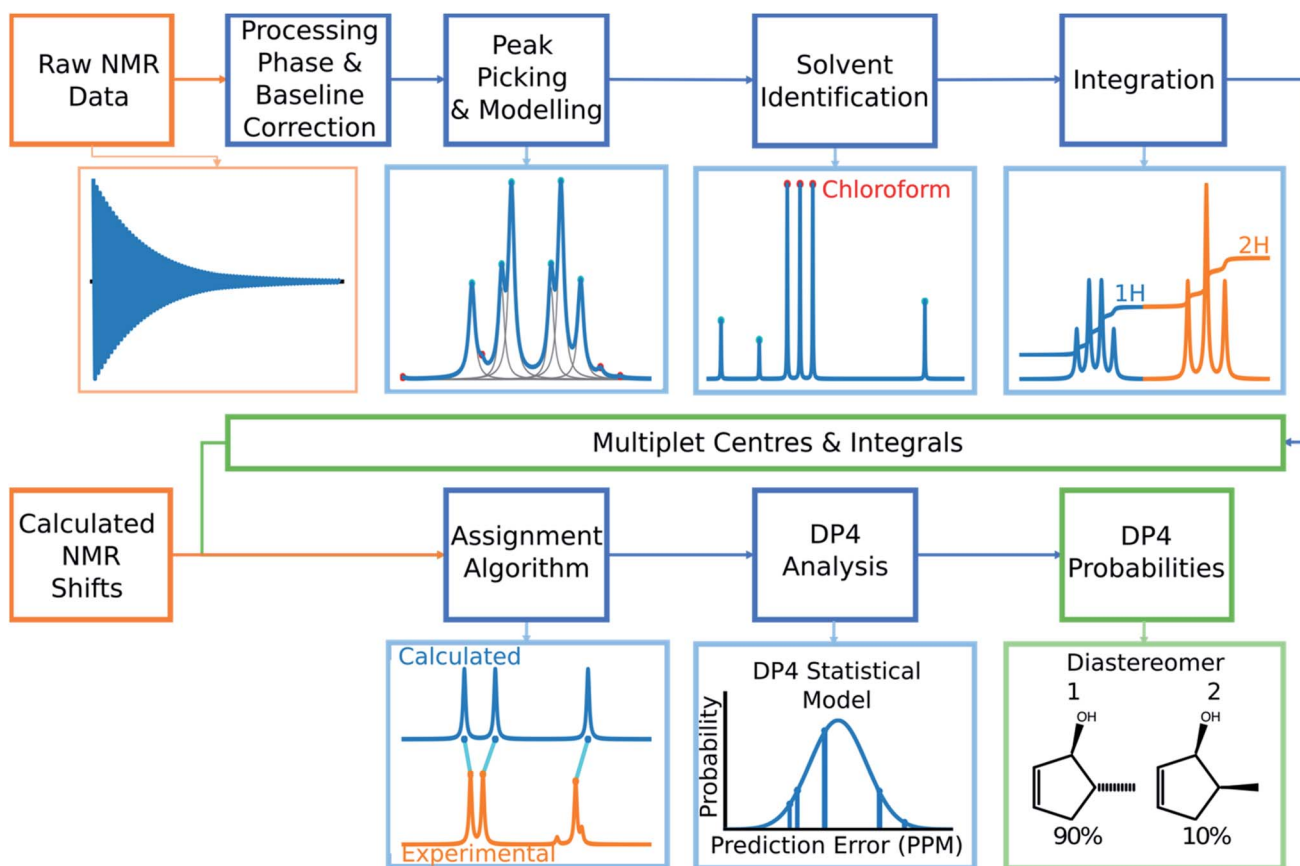 Raw NMR
Data
Processing
Phase &
Baseline
Correction
Peak
Picking
& Modelling
Solvent
Identification
Integration
Chloroform
1H
2H
Multiplet Centres & Integrals
Calculated
NMR
Shifts
Assignment
Algorithm
DP4
Analysis
DP4
Probabilities
Calculated
Experimental
DP4 Statistical
Model
Probability
Prediction Error (PPM)
Diastereomer
1 2
OH OH
90% 10%